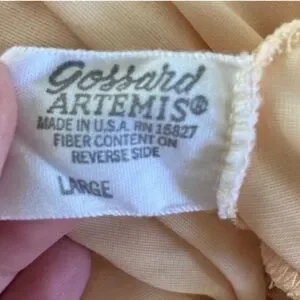 Gossard
ARTEMIS®
MADE IN U.S.A. RN 15827
FIBER CONTENT ON
REVERSE SIDE
LARGE